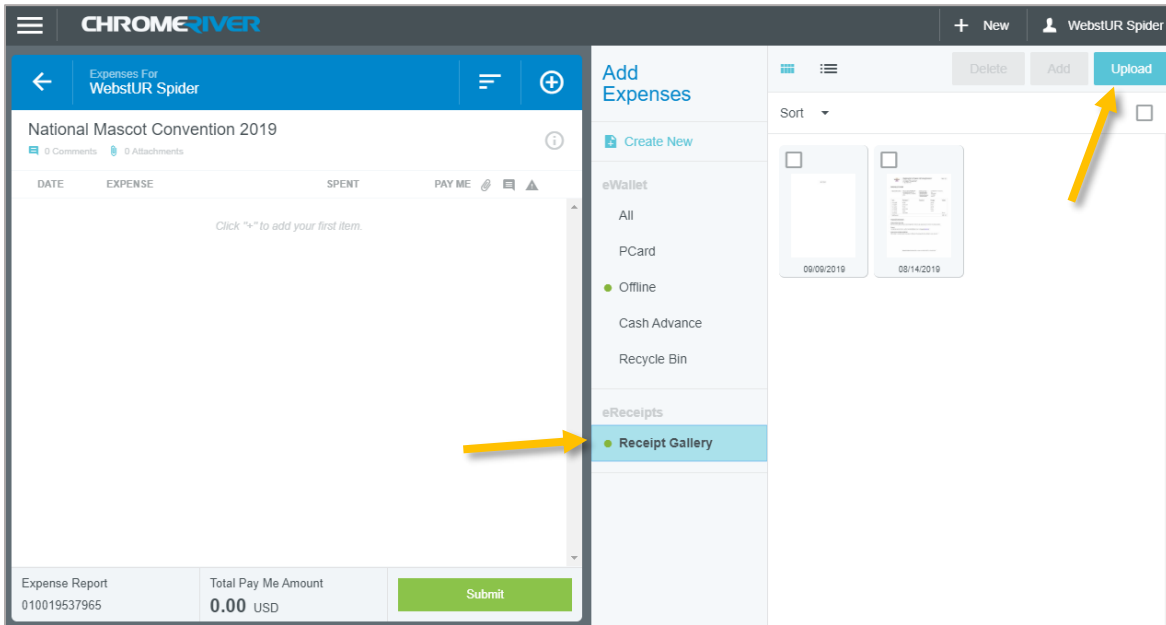 CHROMERIVER
+ New
WebstUR Spider
Expenses For
WebstUR Spider
National Mascot Convention 2019
0 Comments 0 Attachments
DATE EXPENSE SPENT PAY ME
Click "+" to add your first item.
Expense Report
010019537965
Total Pay Me Amount
0.00 USD
Submit
Add
Expenses
Create New
eWallet
All
PCard
Offline
Cash Advance
Recycle Bin
eReceipts
Receipt Gallery
Delete Add Upload
Sort
09/09/2019 08/14/2019